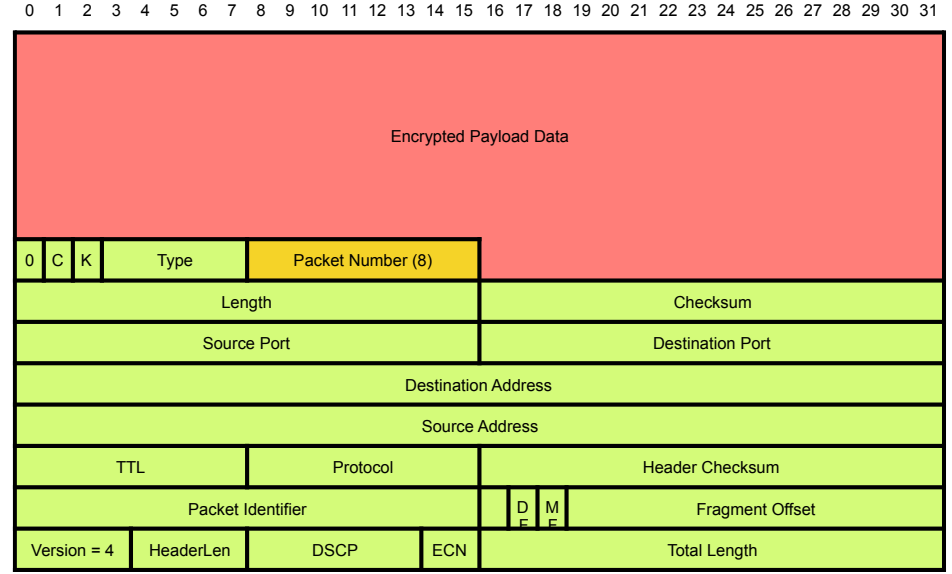 0 1 2 3 4 5 6 7 8 9 10 11 12 13 14 15 16 17 18 19 20 21 22 23 24 25 26 27 28 29 30 31
Encrypted Payload Data
0 C K Type Packet Number (8)
Length Checksum
Source Port Destination Port
Destination Address
Source Address
TTL Protocol Header Checksum
Packet Identifier DF MF Fragment Offset
Version = 4 HeaderLen DSCP ECN Total Length